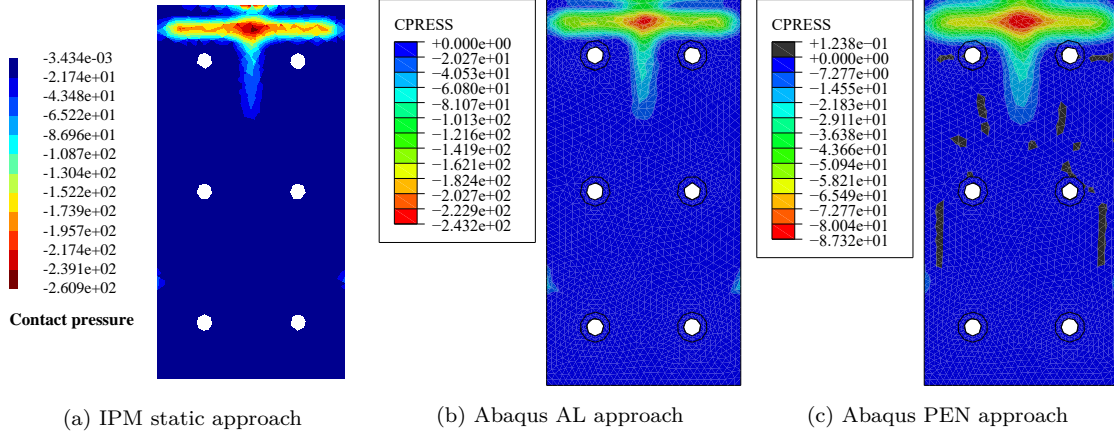 -3.434e-03
-2.174e+01
-4.348e+01
-6.522e+01
-8.696e+01
-1.087e+02
-1.304e+02
-1.522e+02
-1.739e+02
-1.957e+02
-2.174e+02
-2.391e+02
-2.609e+02
Contact pressure
(a) IPM static approach
CPRESS
+0.000e+00
−2.027e+01
−4.053e+01
−6.080e+01
−8.107e+01
−1.013e+02
−1.216e+02
−1.419e+02
−1.621e+02
−1.824e+02
−2.027e+02
−2.229e+02
−2.432e+02
(b) Abaqus AL approach
CPRESS
+1.238e−01
+0.000e+00
−7.277e+00
−1.455e+01
−2.183e+01
−2.911e+01
−3.638e+01
−4.366e+01
−5.094e+01
−5.821e+01
−6.549e+01
−7.277e+01
−8.004e+01
−8.732e+01
(c) Abaqus PEN approach